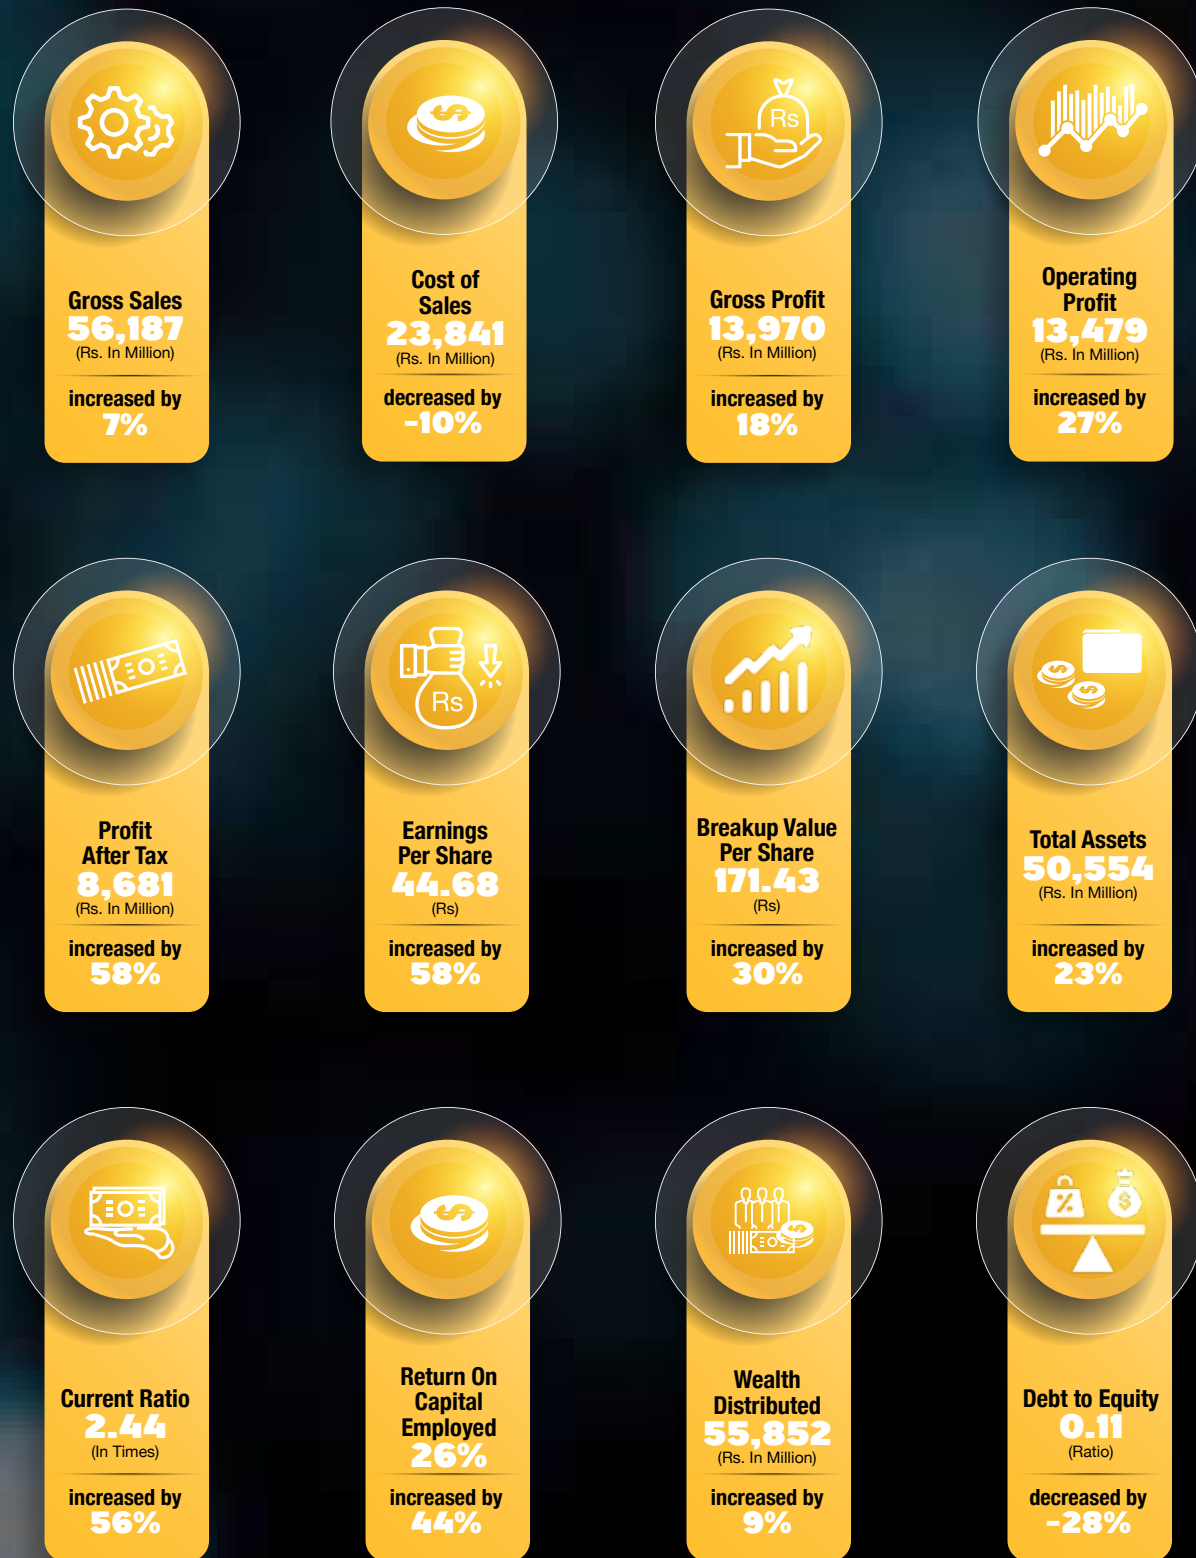 Rs
Gross Sales
56,187
(Rs. In Million)
increased by
7%
Cost of
Sales
23,841
(Rs. In Million)
decreased by
-10%
Gross Profit
13,970
(Rs. In Million)
increased by
18%
Operating
Profit
13,479
(Rs. In Million)
increased by
27%
Rs
Profit
After Tax
8,681
(Rs. In Million)
increased by
58%
Earnings
Per Share
44.68
(Rs)
increased by
58%
Breakup Value
Per Share
171.43
(Rs)
increased by
30%
Total Assets
50,554
(Rs. In Million)
increased by
23%
Current Ratio
2.44
(In Times)
increased by
56%
Return On
Capital
Employed
26%
increased by
44%
Wealth
Distributed
55,852
(Rs. In Million)
increased by
9%
%
$
Debt to Equity
0.11
(Ratio)
decreased by
-28%